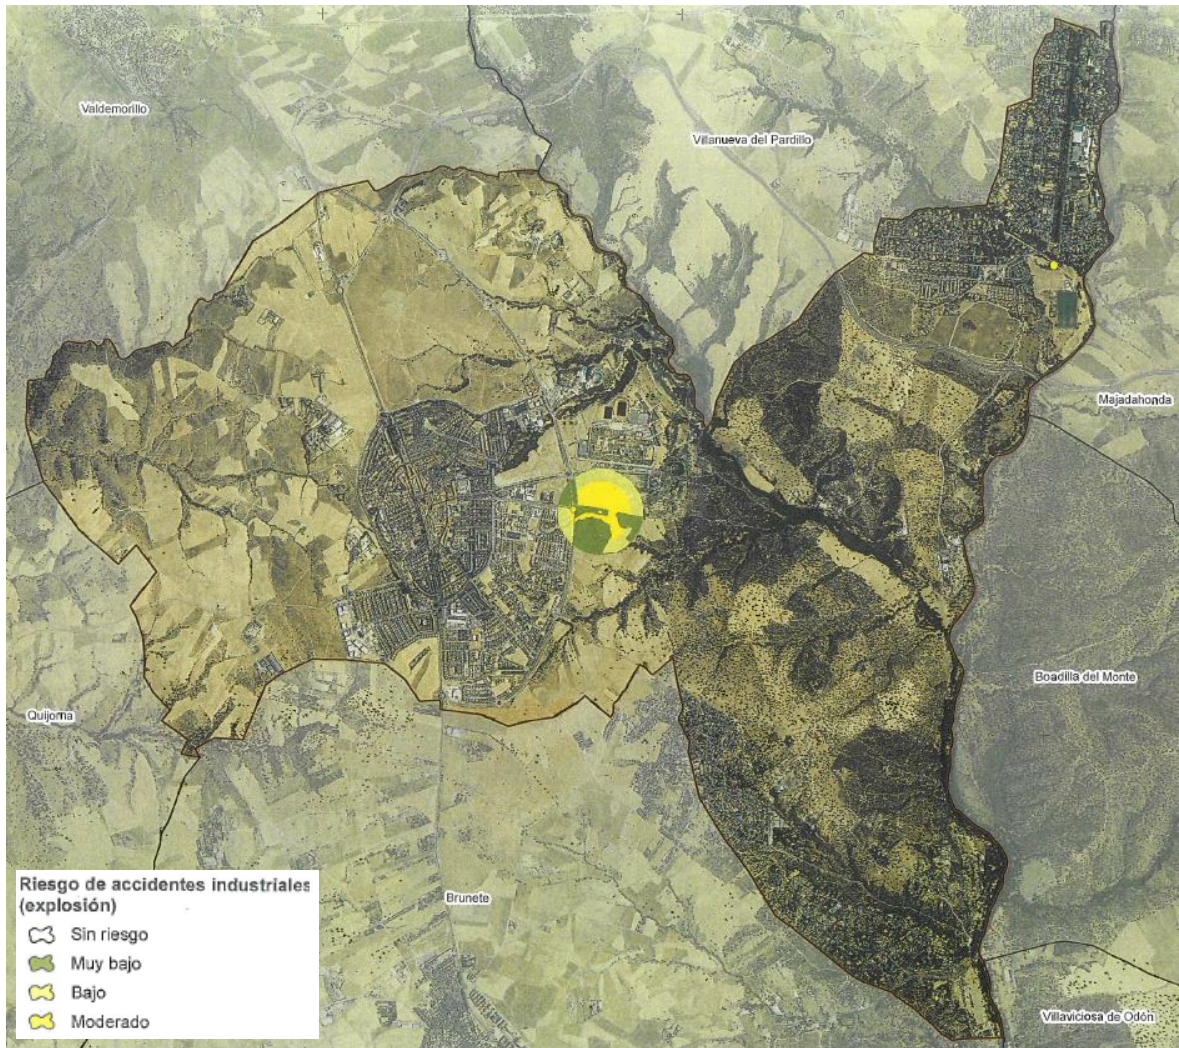 Valdemorillo
Villanueva del Pardillo
Majadahonda
Boadilla del Monte
Quijorna
Brunete
Villaviciosa de Odón
Riesgo de accidentes industriales
(explosión)
Sin riesgo
Muy bajo
Bajo
Moderado